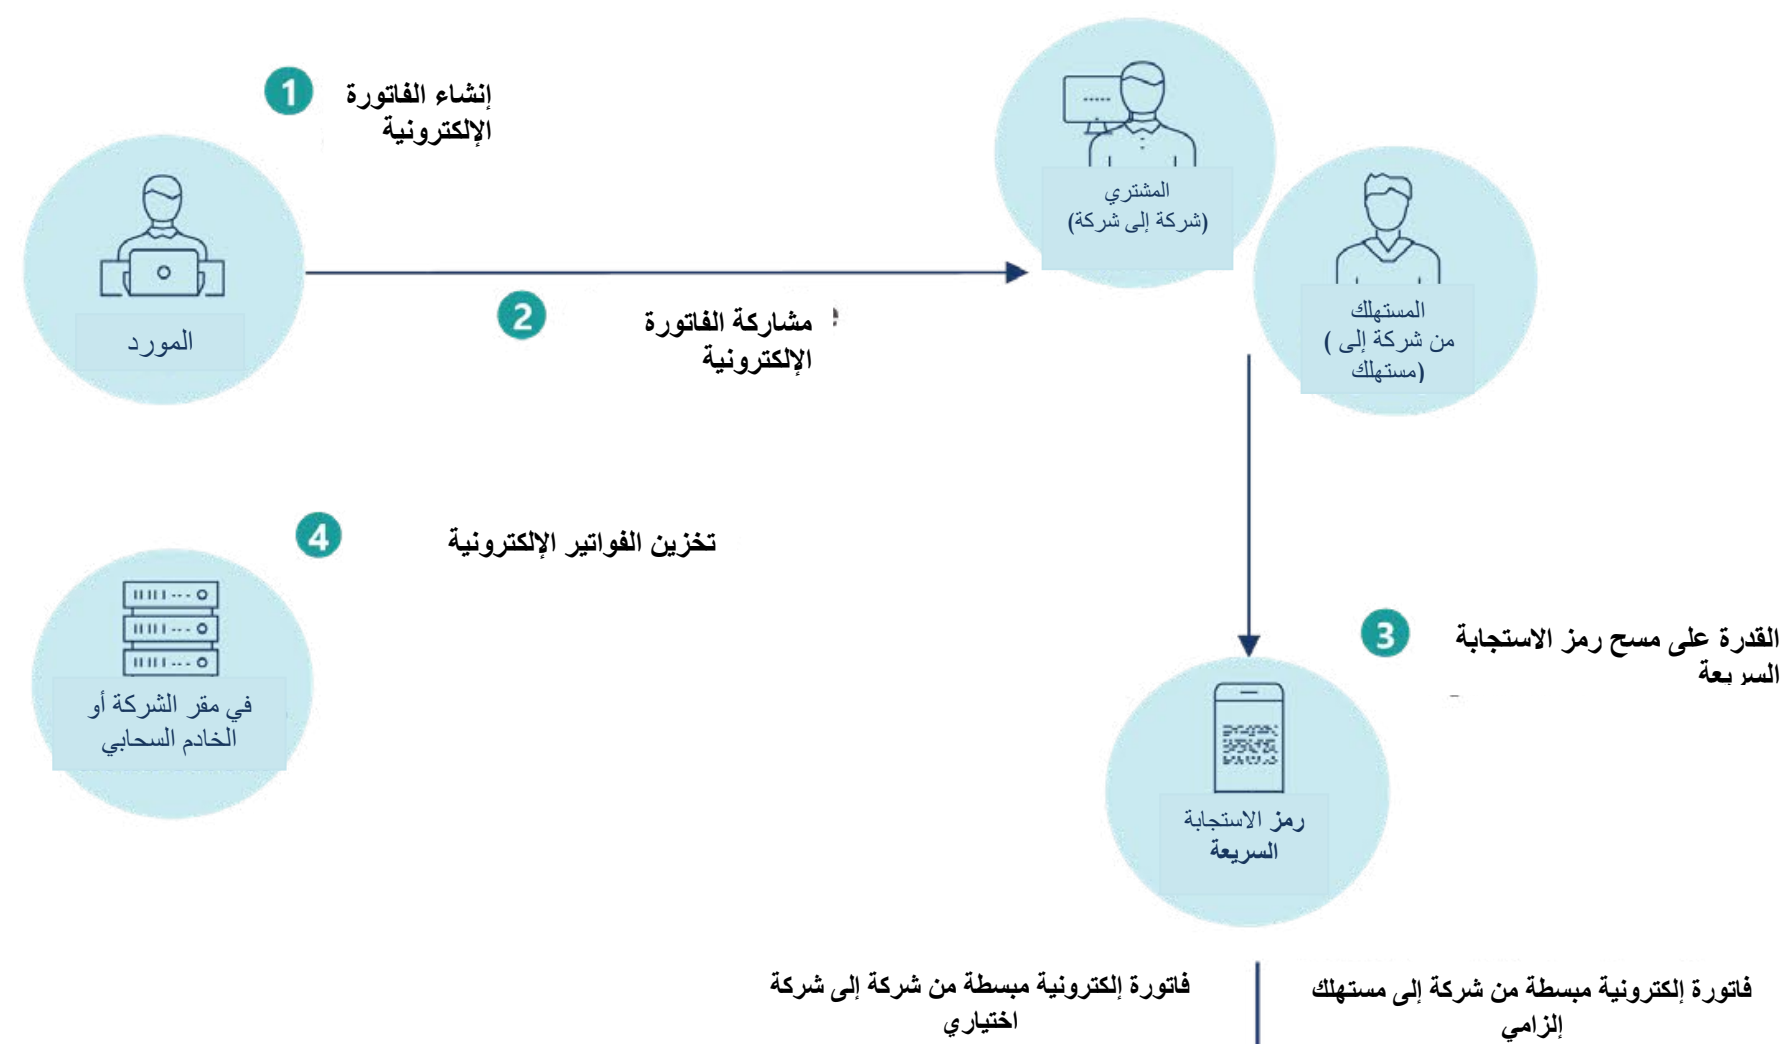 1
إنشاء الفاتورة
الإلكترونية
المورد
2
مشاركة الفاتورة
الإلكترونية
المشتري
(شركة إلى شركة)
المستهلك
من شركة إلى )
(مستهلك
3
القدرة على مسح رمز الاستجابة
السريعة
رمز الاستجابة
السريعة
4
تخزين الفواتير الإلكترونية
في مقر الشركة أو
الخادم السحابي
فاتورة إلكترونية مبسطة من شركة إلى مستهلك
إلزامي
فاتورة إلكترونية مبسطة من شركة إلى شركة
اختياري